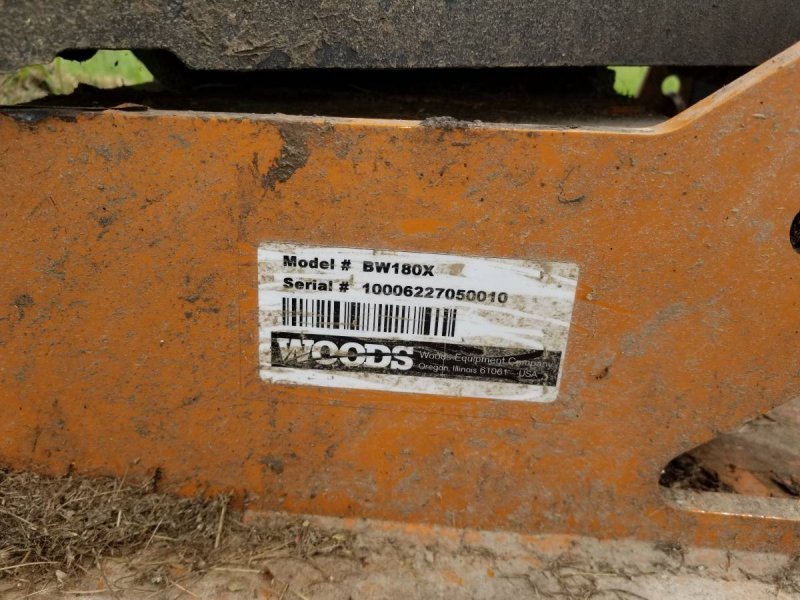 Model # BW180X
Serial # 10006227050010
WOODS
Woods Equipment Company
Oregon, Illinois 61061 USA